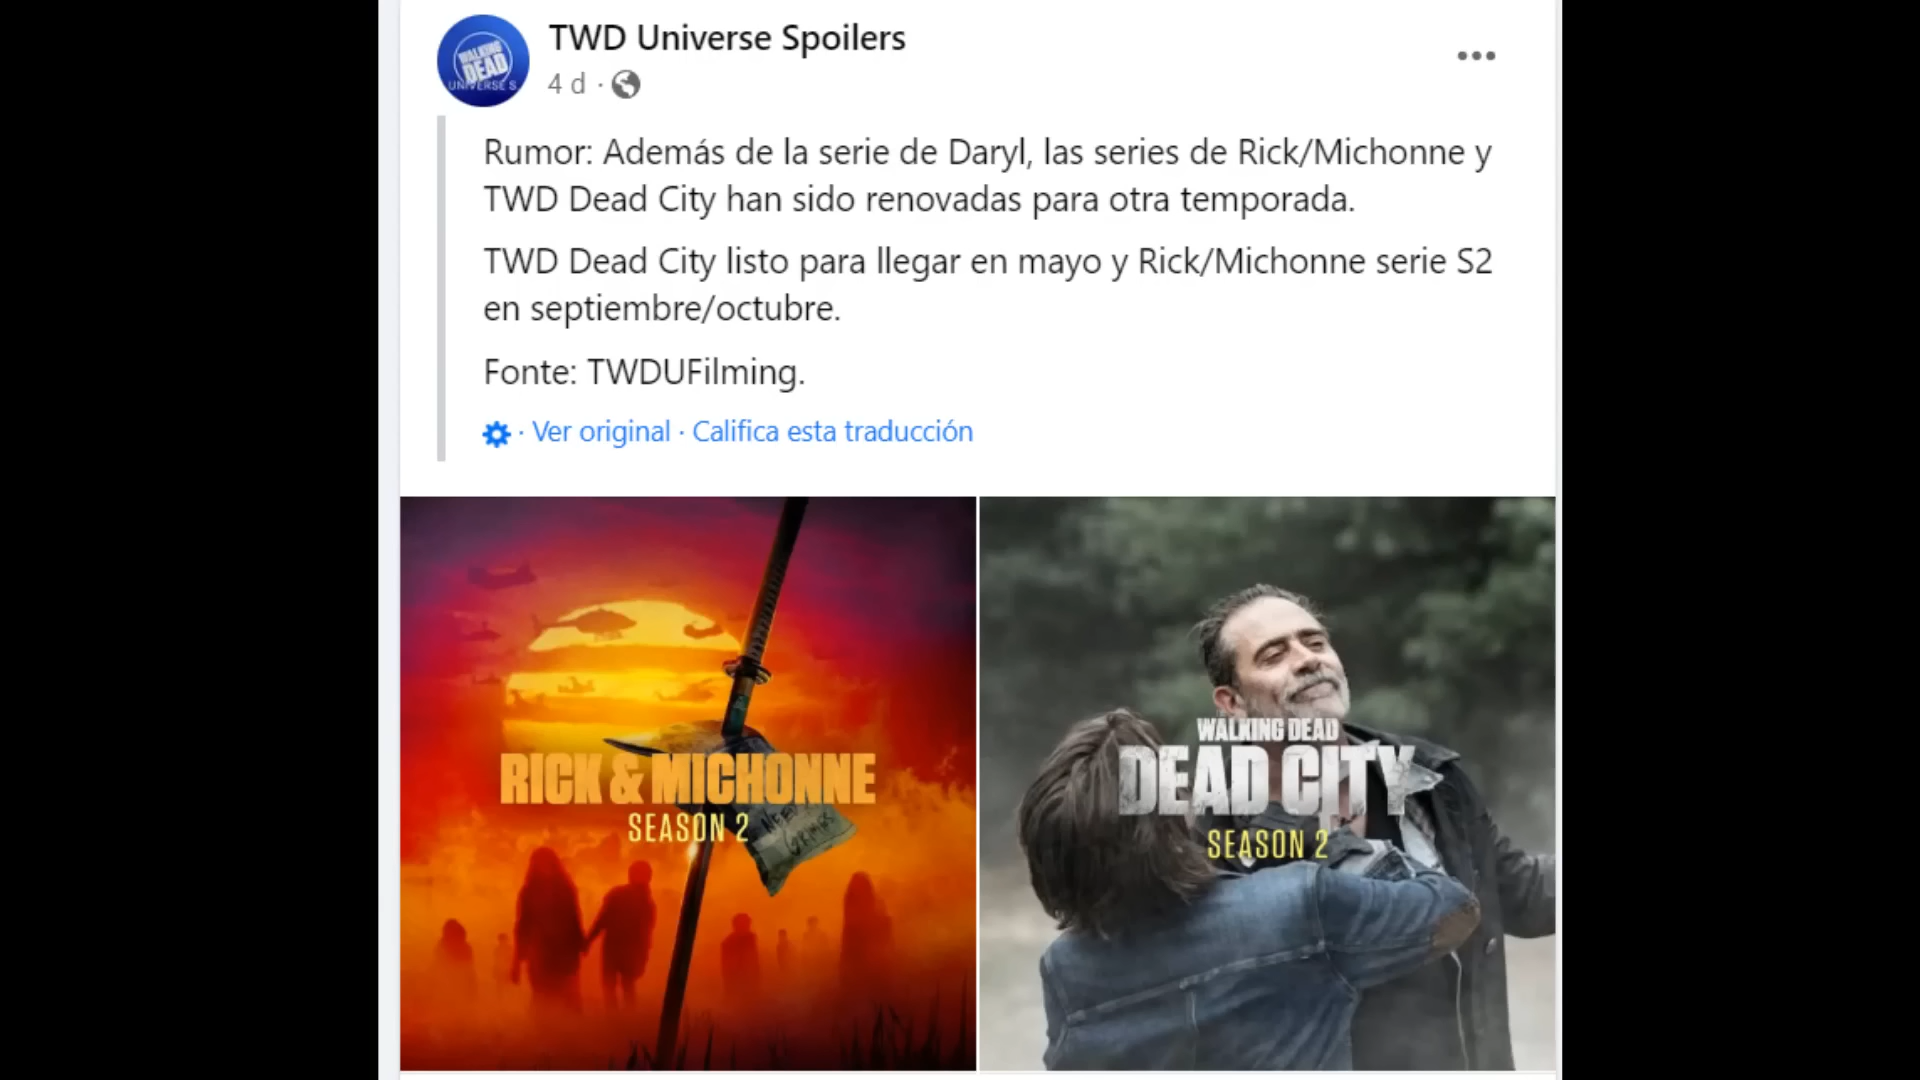 TWD Universe Spoilers
4 d ·
WALKING
DEAD
UNIVERSE S.
Rumor: Además de la serie de Daryl, las series de Rick/Michonne y
TWD Dead City han sido renovadas para otra temporada.
TWD Dead City listo para llegar en mayo y Rick/Michonne serie S2
en septiembre/octubre.
Fonte: TWDUFilming.
· Ver original · Califica esta traducción
RICK & MICHONNE
SEASON 2
WALKING DEAD
DEAD CITY
SEASON 2